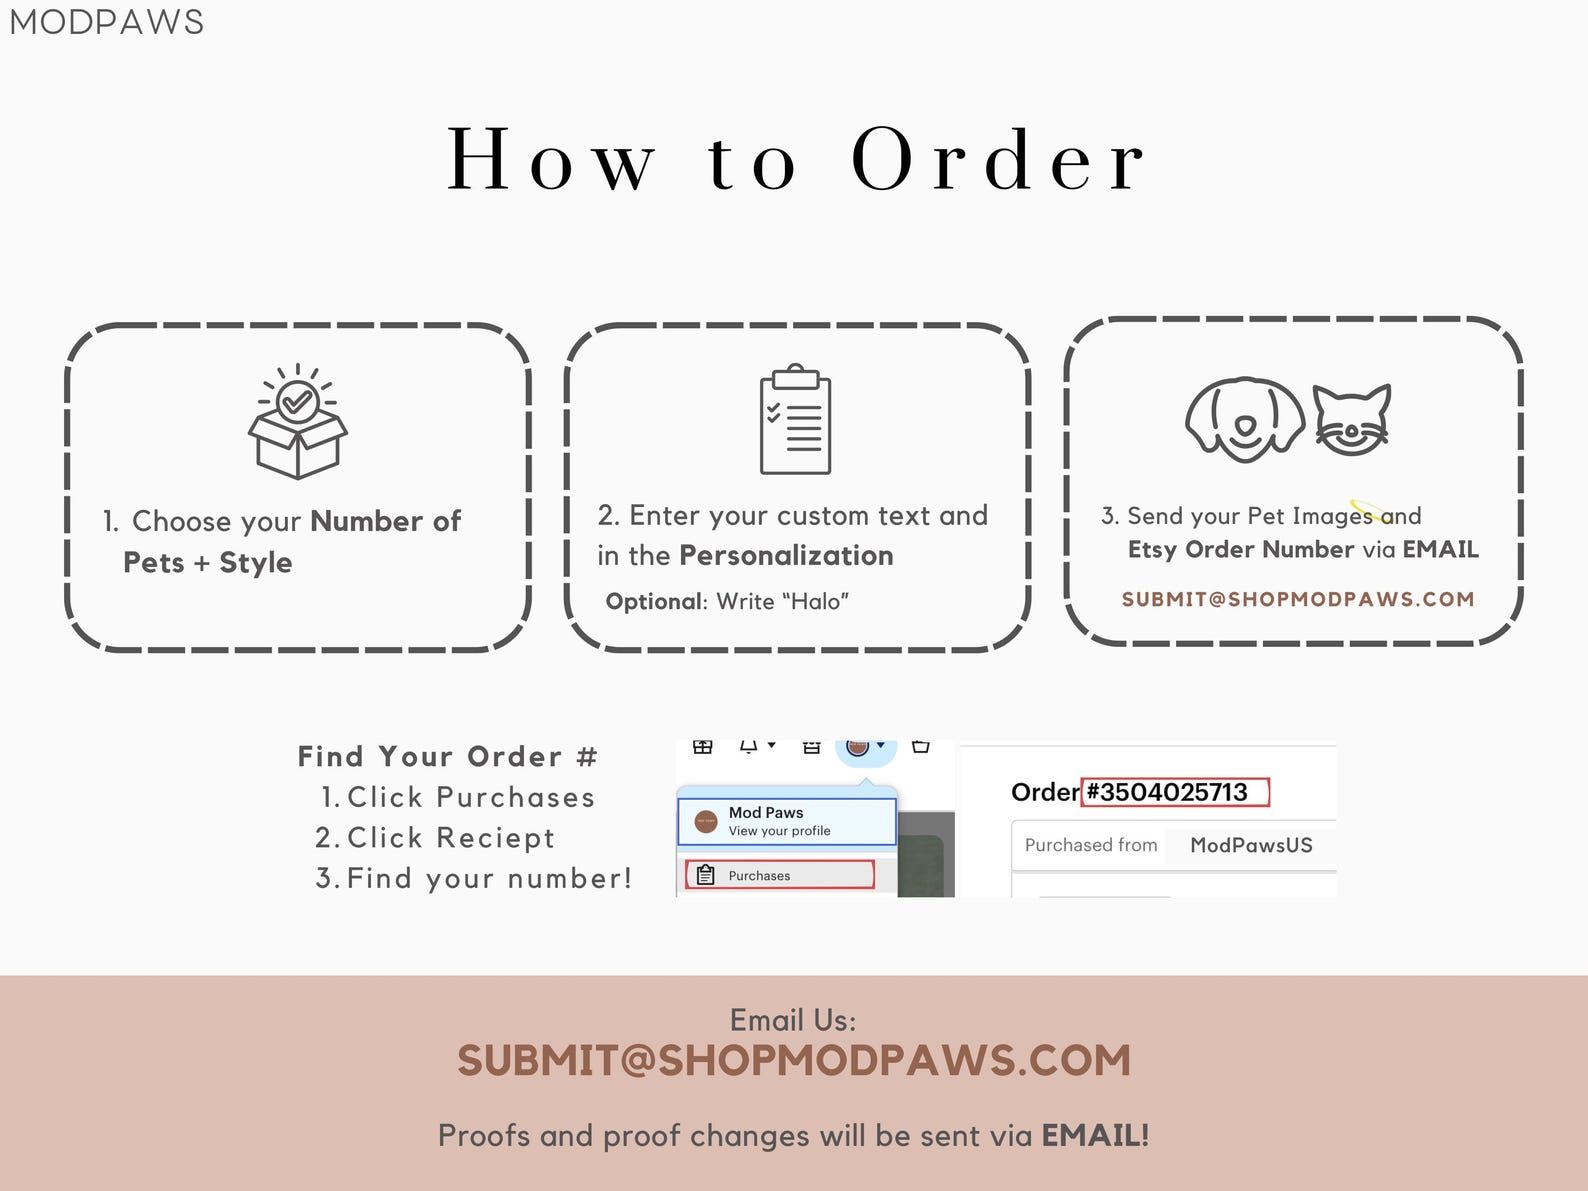 MODPAWS
How to Order
1. Choose your Number of
Pets + Style
2. Enter your custom text and
in the Personalization
Optional: Write “Halo”
3. Send your Pet Images and
Etsy Order Number via EMAIL
SUBMIT@SHOPMODPAWS.COM
Find Your Order #
1. Click Purchases
2. Click Reciept
3. Find your number!
Mod Paws
View your profile
Purchases
Order #3504025713
Purchased from ModPawsUS
Email Us:
SUBMIT@SHOPMODPAWS.COM
Proofs and proof changes will be sent via EMAIL!